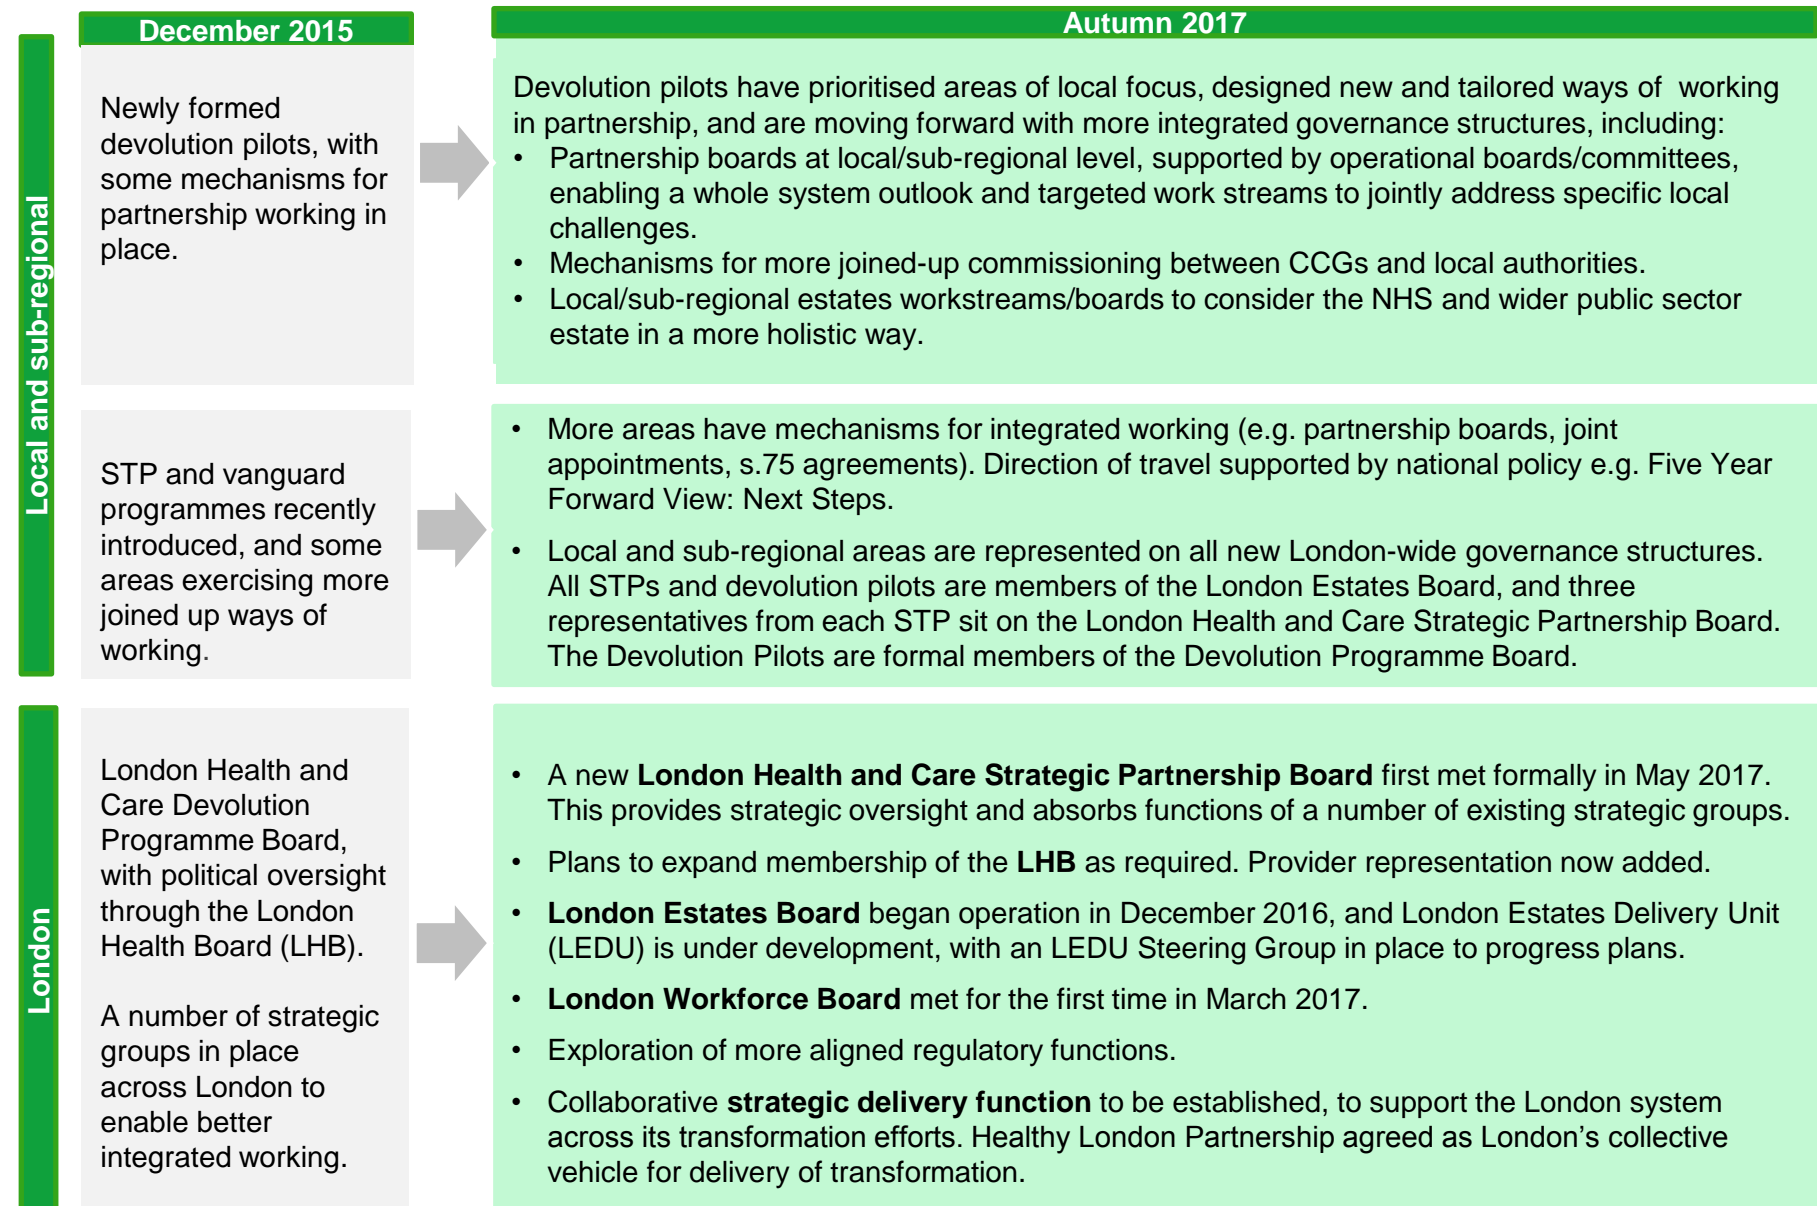 December 2015
Autumn 2017
Local and sub-regional
Newly formed
devolution pilots, with
some mechanisms for
partnership working in
place.
Devolution pilots have prioritised areas of local focus, designed new and tailored ways of working
in partnership, and are moving forward with more integrated governance structures, including:
• Partnership boards at local/sub-regional level, supported by operational boards/committees,
enabling a whole system outlook and targeted work streams to jointly address specific local
challenges.
• Mechanisms for more joined-up commissioning between CCGs and local authorities.
• Local/sub-regional estates workstreams/boards to consider the NHS and wider public sector
estate in a more holistic way.
STP and vanguard
programmes recently
introduced, and some
areas exercising more
joined up ways of
working.
• More areas have mechanisms for integrated working (e.g. partnership boards, joint
appointments, s.75 agreements). Direction of travel supported by national policy e.g. Five Year
Forward View: Next Steps.
• Local and sub-regional areas are represented on all new London-wide governance structures.
All STPs and devolution pilots are members of the London Estates Board, and three
representatives from each STP sit on the London Health and Care Strategic Partnership Board.
The Devolution Pilots are formal members of the Devolution Programme Board.
London
London Health and
Care Devolution
Programme Board,
with political oversight
through the London
Health Board (LHB).
A number of strategic
groups in place
across London to
enable better
integrated working.
• A new London Health and Care Strategic Partnership Board first met formally in May 2017.
This provides strategic oversight and absorbs functions of a number of existing strategic groups.
• Plans to expand membership of the LHB as required. Provider representation now added.
• London Estates Board began operation in December 2016, and London Estates Delivery Unit
(LEDU) is under development, with an LEDU Steering Group in place to progress plans.
• London Workforce Board met for the first time in March 2017.
• Exploration of more aligned regulatory functions.
• Collaborative strategic delivery function to be established, to support the London system
across its transformation efforts. Healthy London Partnership agreed as London's collective
vehicle for delivery of transformation.